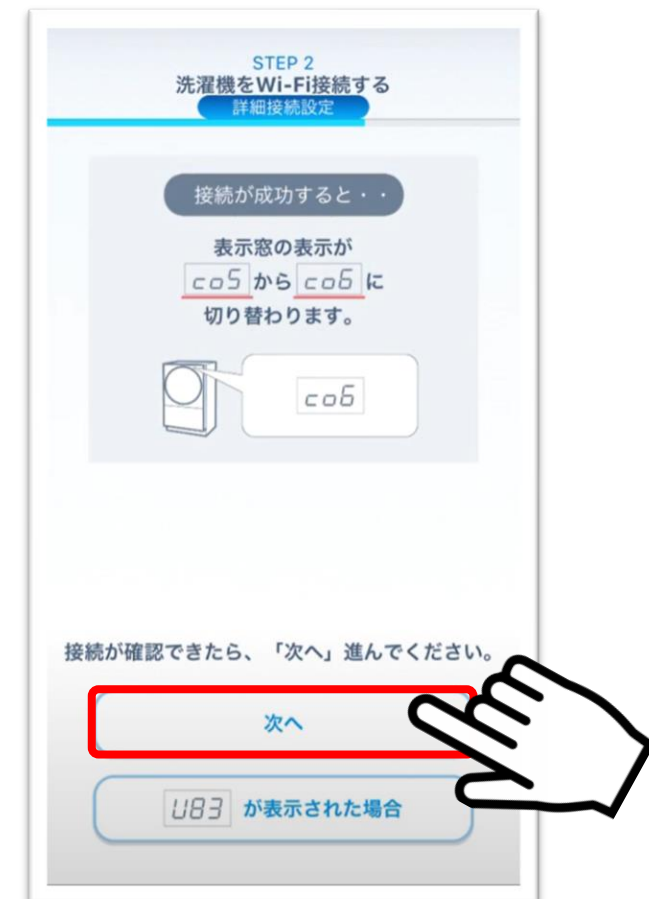 STEP 2
洗濯機をWi-Fi接続する
詳細接続設定
接続が成功すると・・
表示窓の表示が
co5 から co6 に
切り替わります。
co6
接続が確認できたら、「次へ」進んでください。
次へ
U83 が表示された場合